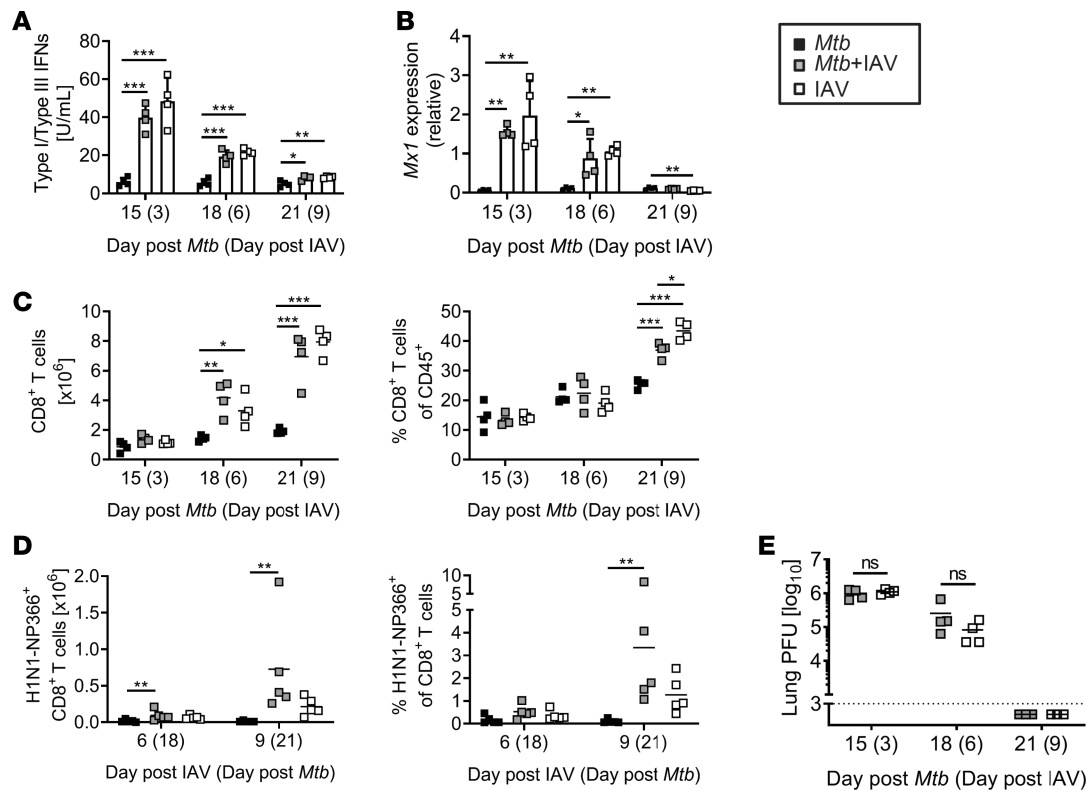 A
Type I/Type III IFNs
[U/mL]
80
60
40
20
0
***
***
***
***
**
*
15 (3)
18 (6)
21 (9)
Day post Mtb (Day post IAV)
B
Mx1 expression
(relative)
4
3
2
1
0
**
**
**
*
**
15 (3)
18 (6)
21 (9)
Day post Mtb (Day post IAV)
Mtb
Mtb+IAV
IAV
C
CD8+ T cells
[x10⁶]
10
8
6
4
2
0
*
**
***
***
15 (3)
18 (6)
21 (9)
Day post Mtb (Day post IAV)
% CD8+ T cells
of CD45+
50
40
30
20
10
0
*
***
***
15 (3)
18 (6)
21 (9)
Day post Mtb (Day post IAV)
D
H1N1-NP366+
CD8+ T cells [x10⁶]
2.0
1.5
1.0
0.5
0.0
**
**
6 (18)
9 (21)
Day post IAV (Day post Mtb)
% H1N1-NP366+
of CD8+ T cells
10
5
5
4
3
2
1
0
**
6 (18)
9 (21)
Day post IAV (Day post Mtb)
E
Lung PFU [log₁₀]
7
6
5
4
3
ns
ns
15 (3)
18 (6)
21 (9)
Day post Mtb (Day post IAV)